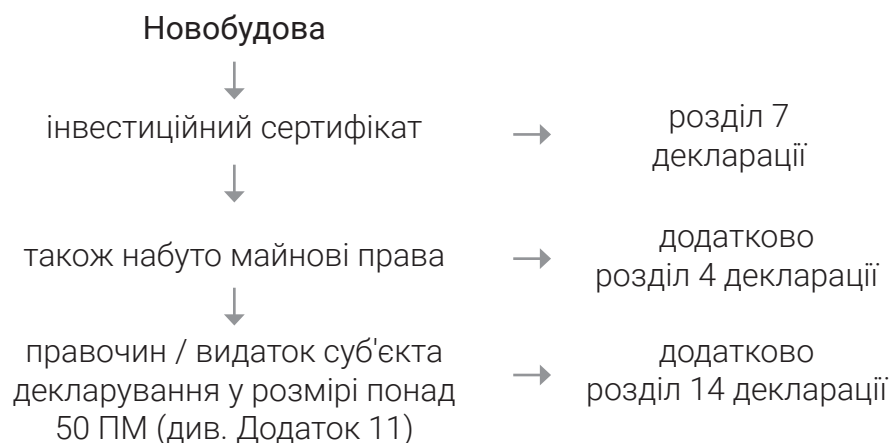 Новобудова
інвестиційний сертифікат
розділ 7
декларації
також набуто майнові права
додатково
розділ 4 декларації
правочин / видаток суб'єкта
декларування у розмірі понад
50 ПМ (див. Додаток 11)
додатково
розділ 14 декларації